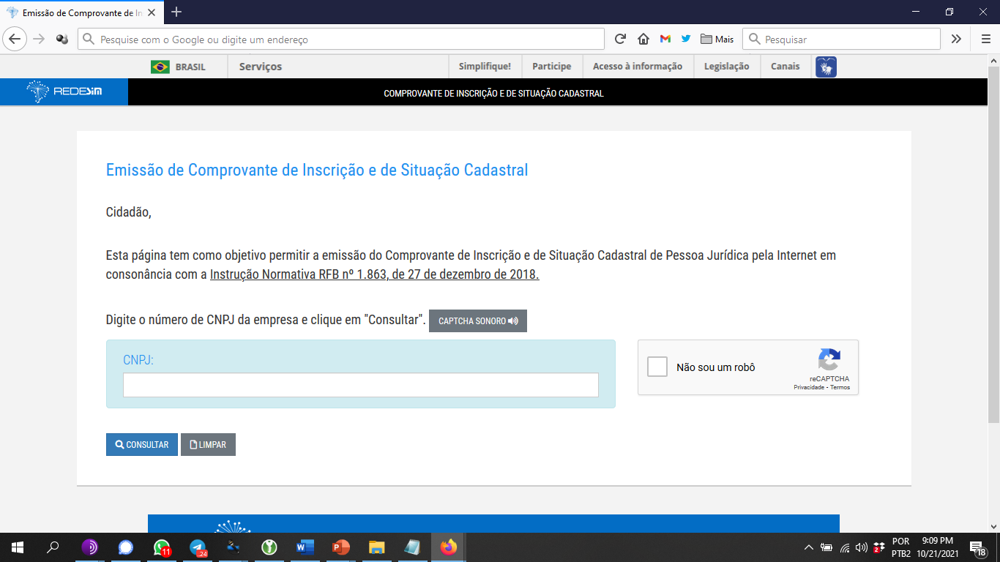 Emissão de Comprovante de In
Pesquise com o Google ou digite um endereço
Mais
Pesquisar
BRASIL
Serviços
Simplifique!
Participe
Acesso à informação
Legislação
Canais
REDESIM
COMPROVANTE DE INSCRIÇÃO E DE SITUAÇÃO CADASTRAL
Emissão de Comprovante de Inscrição e de Situação Cadastral
Cidadão,
Esta página tem como objetivo permitir a emissão do Comprovante de Inscrição e de Situação Cadastral de Pessoa Jurídica pela Internet em
consonância com a Instrução Normativa RFB nº 1.863, de 27 de dezembro de 2018.
Digite o número de CNPJ da empresa e clique em "Consultar".
CAPTCHA SONORO
CNPJ:
Não sou um robô
reCAPTCHA
Privacidade - Termos
CONSULTAR
LIMPAR
11
24
2
POR
PTB2
9:09 PM
10/21/2021
18